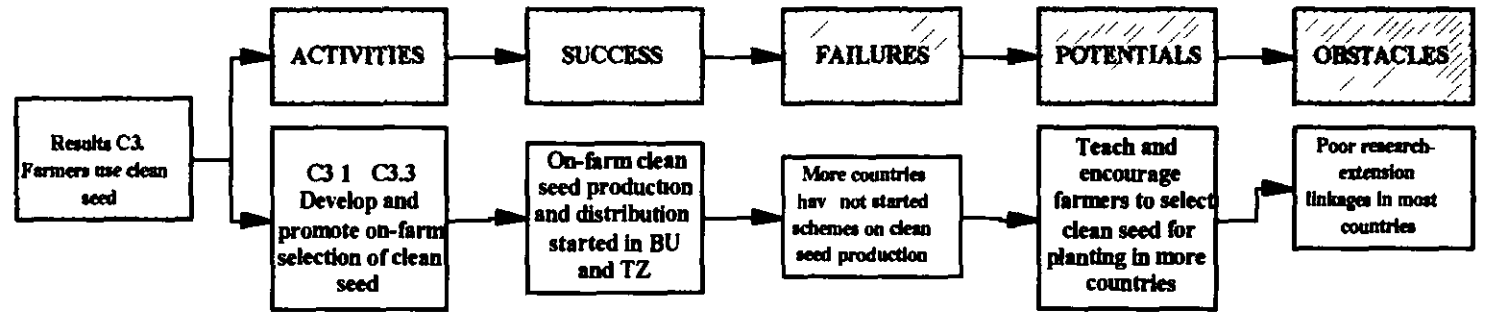 ACTIVITIES
SUCCESS
FAILURES
POTENTIALS
OBSTACLES
Results C3.
Farmers use clean
seed
C3 1 C3.3
Develop and
promote on-farm
selection of clean
seed
On-farm clean
seed production
and distribution
started in BU
and TZ
More countries
hav not started
schemes on clean
seed production
Teach and
encourage
farmers to select
clean seed for
planting in more
countries
Poor research-
extension
linkages in most
countries